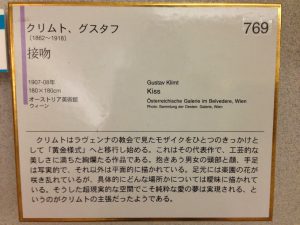 クリムト、グスタフ
769
(1862~1918)
接吻
1907-08年
180×180cm
オーストリア美術館
ウィーン
Gustav Klimt
Kiss
Österreichische Galerie im Belvedere, Wien
Photo: Sammlung der Österr. Galerie, Wien
クリムトはラヴェンナの教会で見たモザイクをひとつのきっかけと
して「黄金様式」へと移行し始める。これはその代表作で、工芸的な
美しさに満ちた絢爛たる作品である。抱きあう男女の頭部と顔、手足
は写実的で、それ以外は平面的に描かれている。足元には楽園の花が
咲き乱れているが、具体的にどんな場所かについては曖昧に描かれて
いる。そうした超現実的な空間でこそ純粋な愛の夢は実現される、と
いうのがクリムトの主張だったようである。